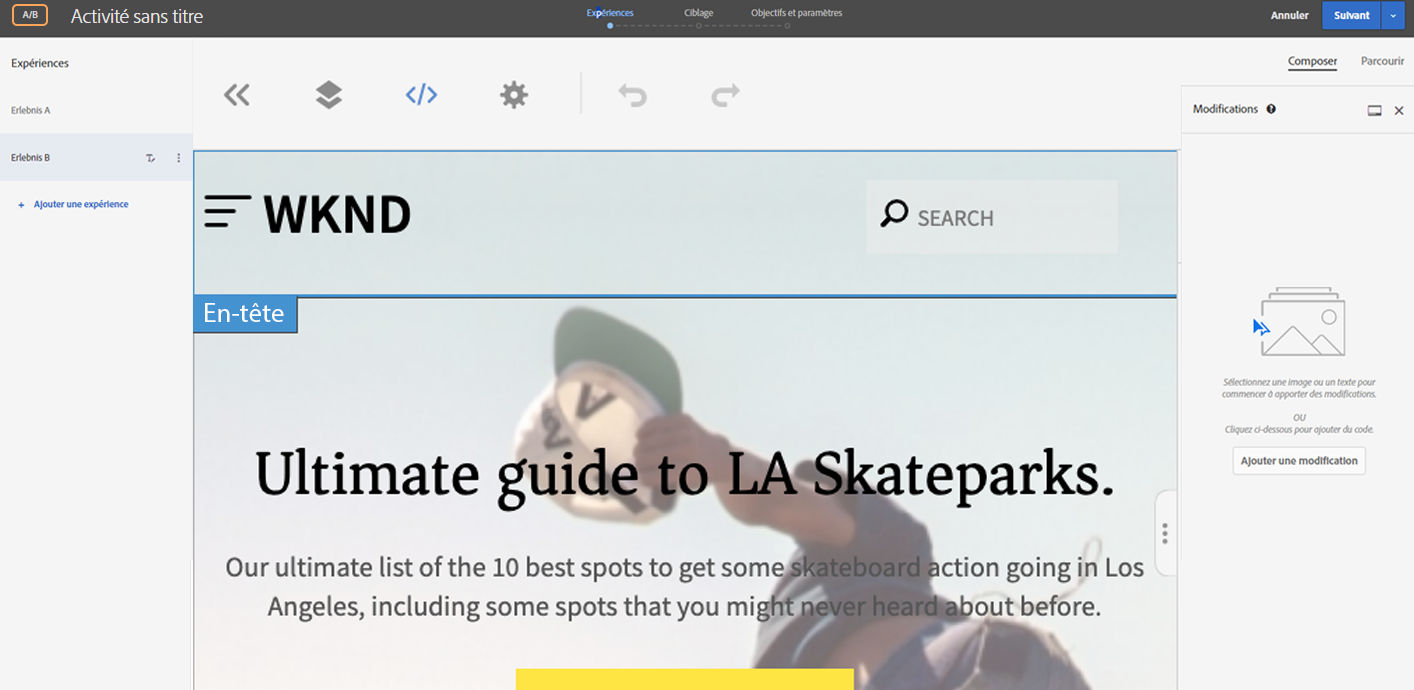 A/B Activité sans titre
Expériences Ciblage Objectifs et paramètres
Annuler Suivant
Expériences
Erlebnis A
Erlebnis B
+ Ajouter une expérience
Composer Parcourir
Modifications
WKND
SEARCH
En-tête
V
2
Ultimate guide to LA Skateparks.
Our ultimate list of the 10 best spots to get some skateboard action going in Los
Angeles, including some spots that you might never heard about before.
Sélectionnez une image ou un texte pour
commencer à apporter des modifications.
OU
Cliquez ci-dessous pour ajouter du code.
Ajouter une modification